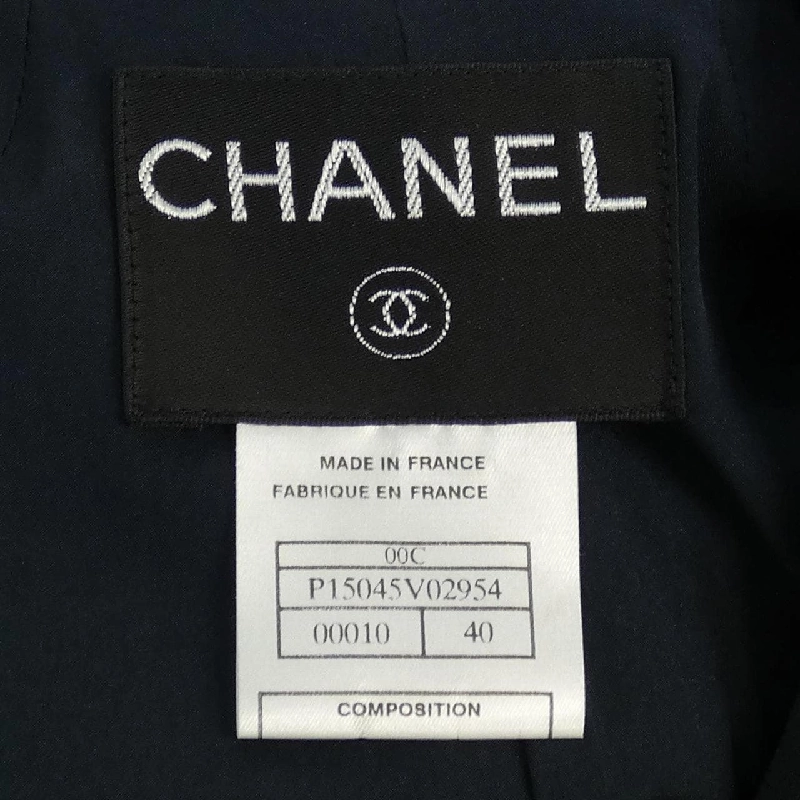 CHANEL
MADE IN FRANCE
FABRIQUE EN FRANCE
00C
P15045V02954
00010 40
COMPOSITION